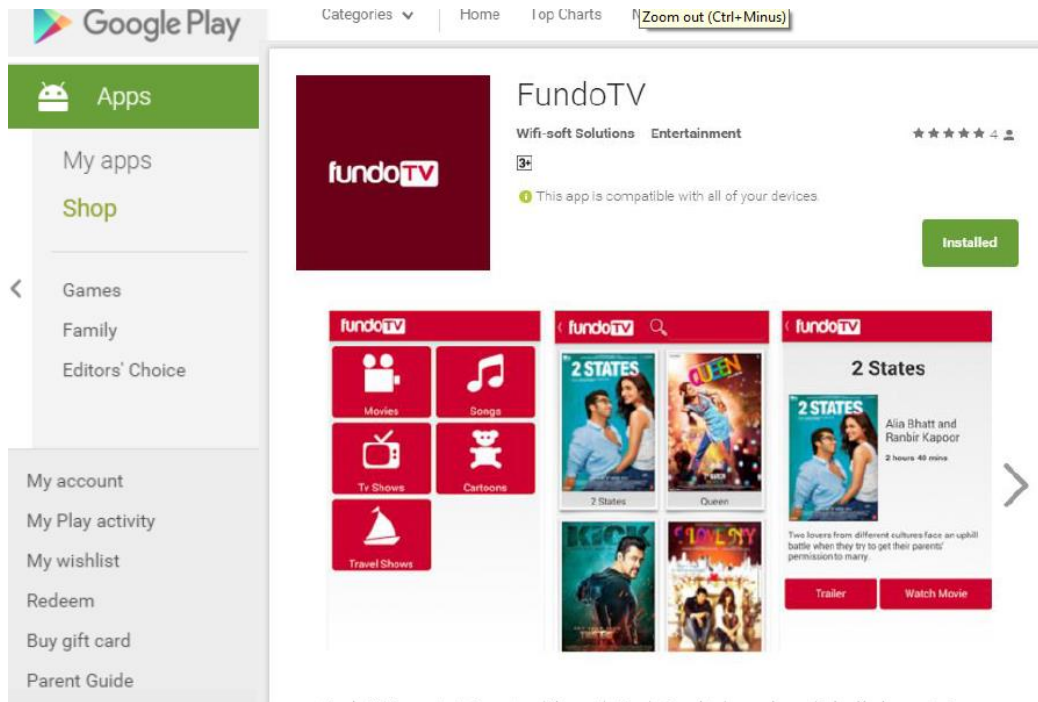 Google Play
Categories
Home
Top Charts
N
Zoom out (Ctrl+Minus)
Apps
My apps
Shop
Games
Family
Editors' Choice
My account
My Play activity
My wishlist
Redeem
Buy gift card
Parent Guide
fundoTV
FundoTV
Wifi-soft Solutions Entertainment
4
3+
This app is compatible with all of your devices.
Installed
fundoTV
Movies
Songs
Tv Shows
Cartoons
Travel Shows
fundoTV
2 STATES
QUEEN
2 States
Queen
KICK
I LOVE NY
fundoTV
2 States
2 STATES
Alia Bhatt and
Ranbir Kapoor
2 hours 40 mins
Two lovers from different cultures face an uphill
battle when they try to get their parents'
permission to marry.
Trailer
Watch Movie